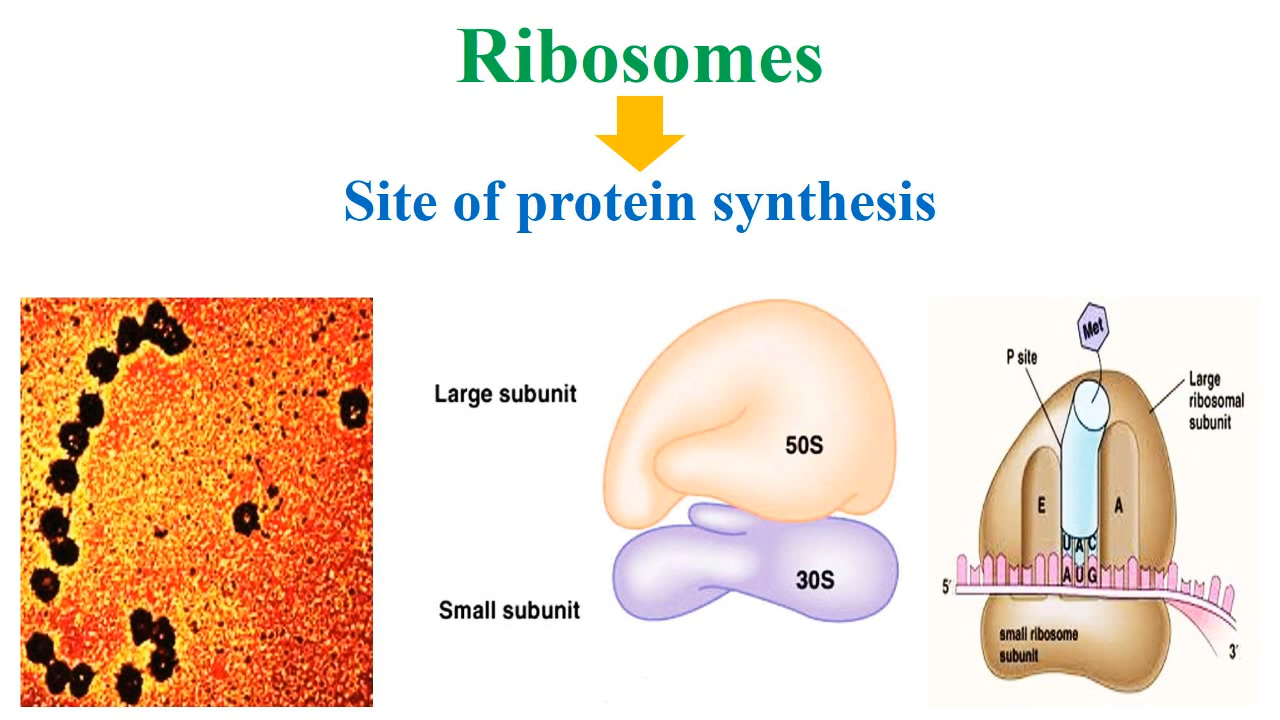 Ribosomes
Site of protein synthesis
Large subunit
50S
30S
Small subunit
Met
P site
Large
ribosomal
subunit
E
A
UAC
AUG
5'
small ribosome
subunit
3'